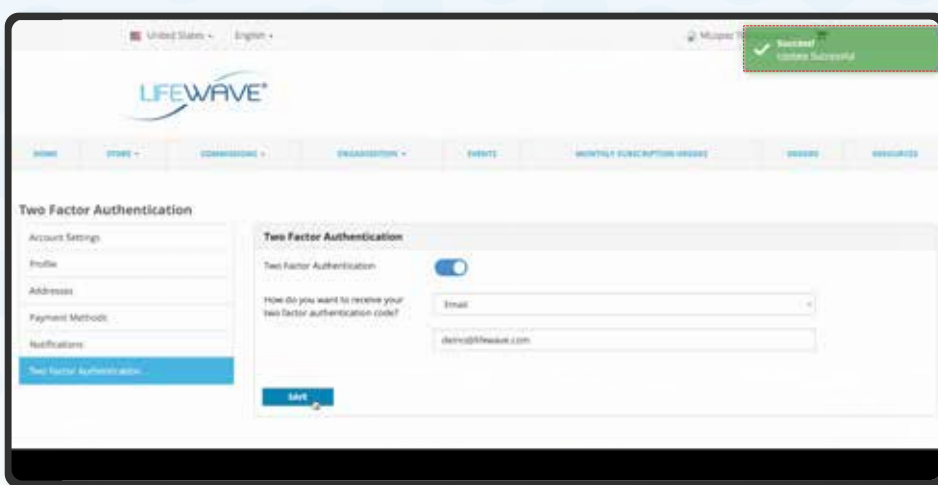 United States
English
Success!
Update Successful
LIFEWAVE®
HOME
STORE
COMMISSIONS
ORGANIZATION
EVENTS
MONTHLY SUBSCRIPTION ORDERS
ORDERS
RESOURCES
Two Factor Authentication
Account Settings
Profile
Addresses
Payment Methods
Notifications
Two Factor Authentication
Two Factor Authentication
Two Factor Authentication
How do you want to receive your
two factor authentication code?
Email
demo@lifewave.com
SAVE